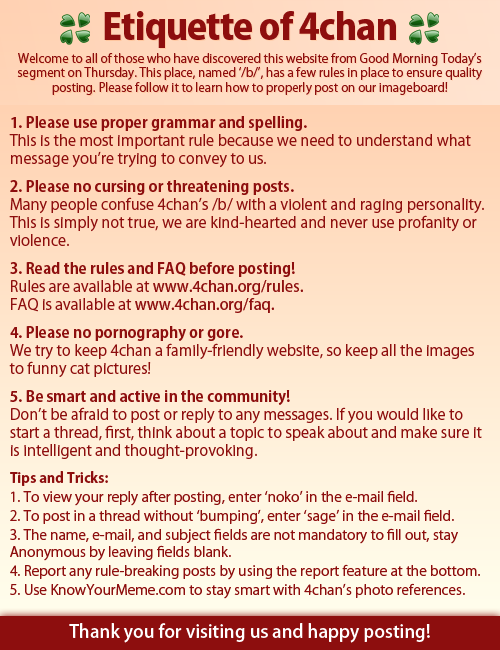 Etiquette of 4chan
Welcome to all of those who have discovered this website from Good Morning Today's
segment on Thursday. This place, named '/b/', has a few rules in place to ensure quality
posting. Please follow it to learn how to properly post on our imageboard!
1. Please use proper grammar and spelling.
This is the most important rule because we need to understand what
message you're trying to convey to us.
2. Please no cursing or threatening posts.
Many people confuse 4chan's /b/ with a violent and raging personality.
This is simply not true, we are kind-hearted and never use profanity or
violence.
3. Read the rules and FAQ before posting!
Rules are available at www.4chan.org/rules.
FAQ is available at www.4chan.org/faq.
4. Please no pornography or gore.
We try to keep 4chan a family-friendly website, so keep all the images
to funny cat pictures!
5. Be smart and active in the community!
Don't be afraid to post or reply to any messages. If you would like to
start a thread, first, think about a topic to speak about and make sure it
is intelligent and thought-provoking.
Tips and Tricks:
1. To view your reply after posting, enter 'noko' in the e-mail field.
2. To post in a thread without 'bumping', enter 'sage' in the e-mail field.
3. The name, e-mail, and subject fields are not mandatory to fill out, stay
Anonymous by leaving fields blank.
4. Report any rule-breaking posts by using the report feature at the bottom.
5. Use KnowYourMeme.com to stay smart with 4chan's photo references.
Thank you for visiting us and happy posting!